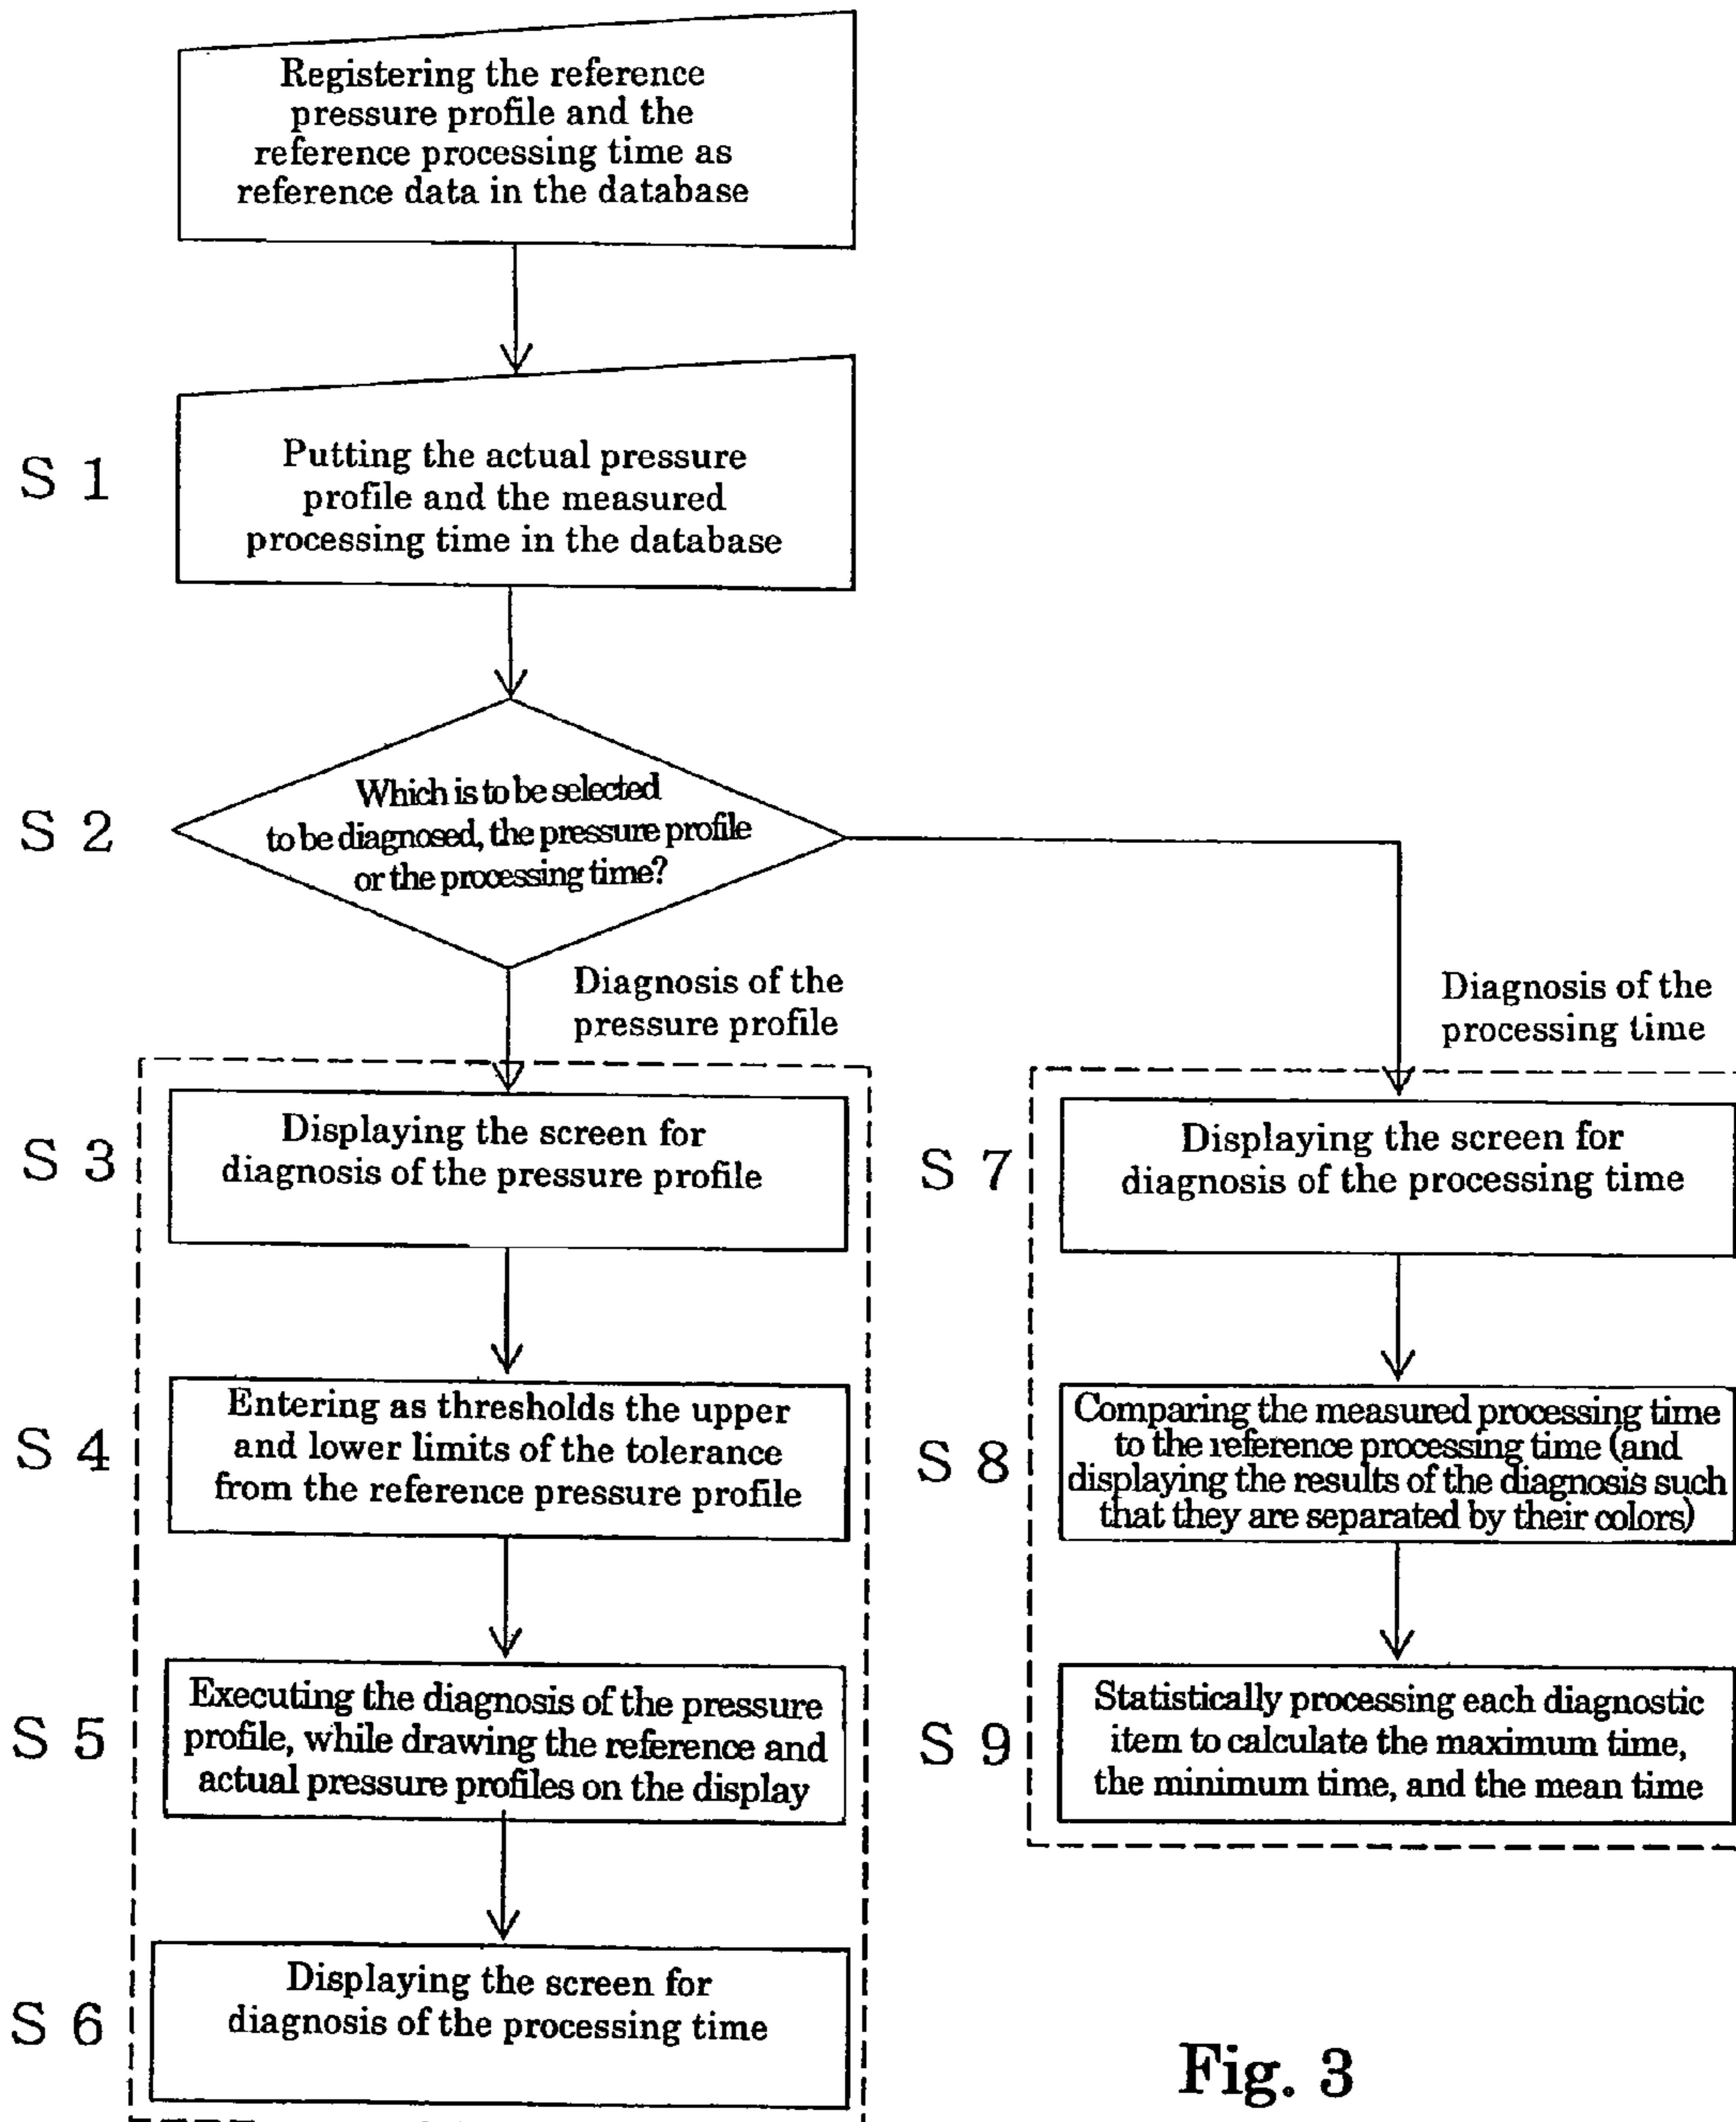 Registering the reference
pressure profile and the
reference processing time as
reference data in the database
S 1
Putting the actual pressure
profile and the measured
processing time in the database
S 2
Which is to be selected
to be diagnosed, the pressure profile
or the processing time?
Diagnosis of the
pressure profile
Diagnosis of the
processing time
S 3
Displaying the screen for
diagnosis of the pressure profile
S 4
Entering as thresholds the upper
and lower limits of the tolerance
from the reference pressure profile
S 5
Executing the diagnosis of the pressure
profile, while drawing the reference and
actual pressure profiles on the display
S 6
Displaying the screen for
diagnosis of the processing time
S 7
Displaying the screen for
diagnosis of the processing time
S 8
Comparing the measured processing time
to the reference processing time (and
displaying the results of the diagnosis such
that they are separated by their colors)
S 9
Statistically processing each diagnostic
item to calculate the maximum time,
the minimum time, and the mean time
Fig. 3